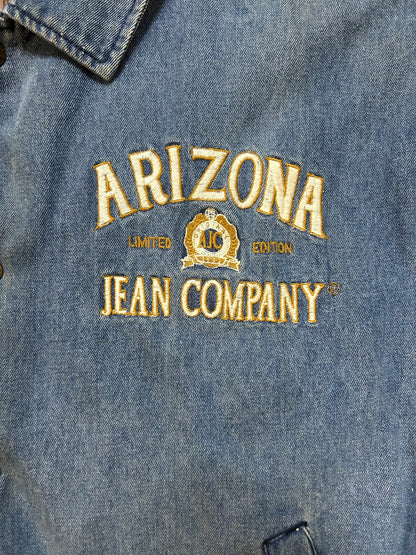 ARIZONA
LIMITED AJC EDITION
JEAN COMPANY®